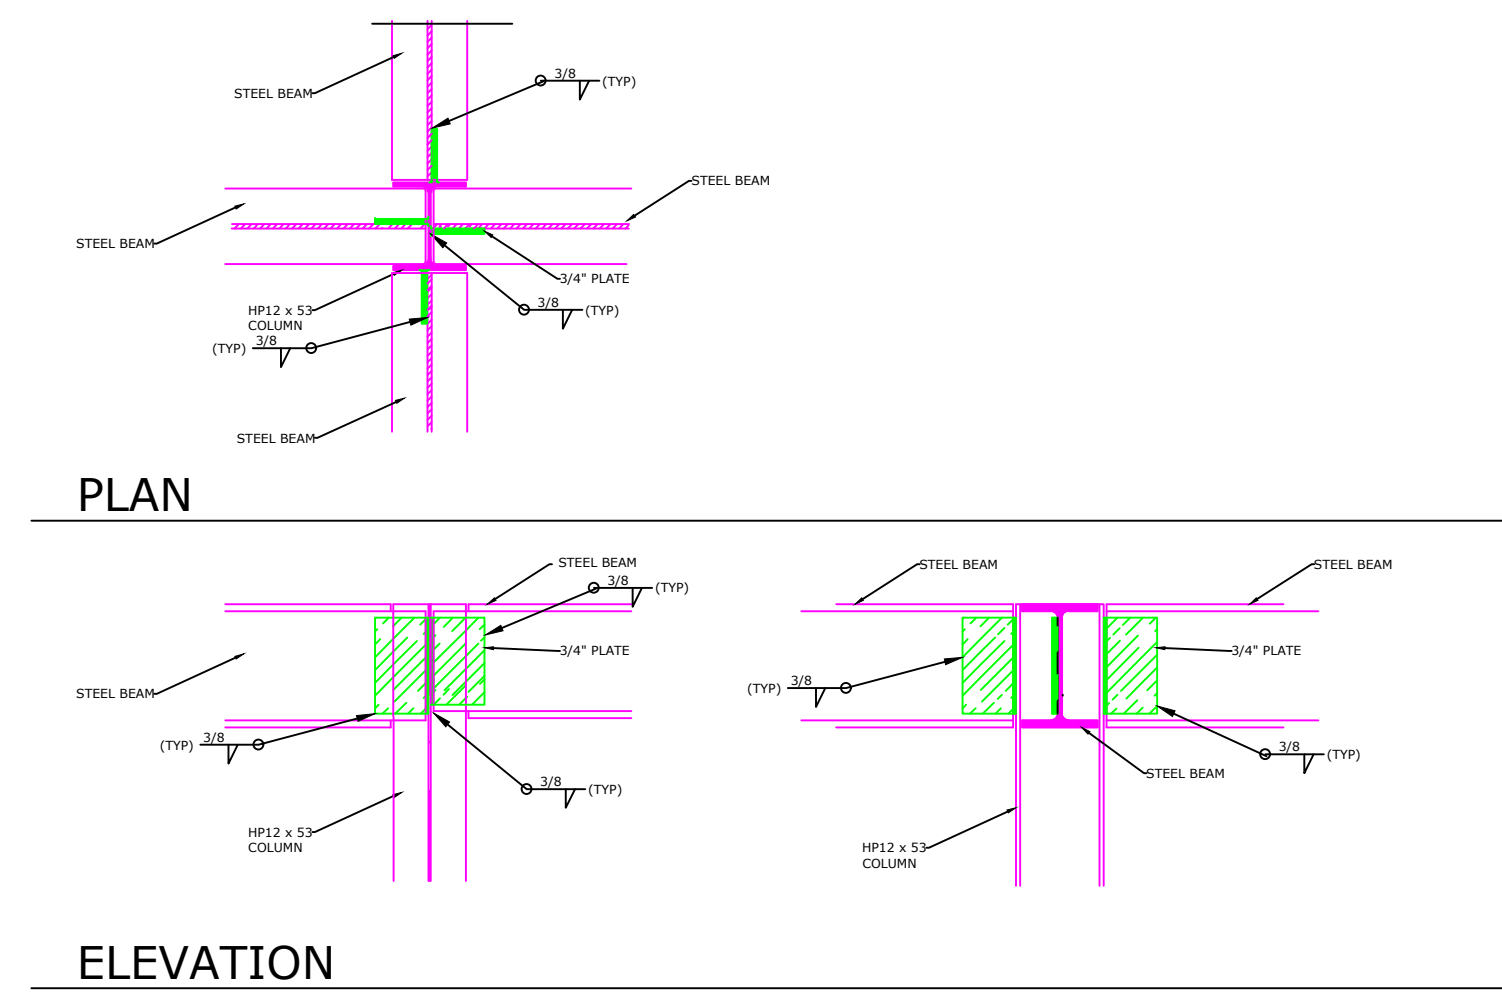 3/8
(TYP)
STEEL BEAM
STEEL BEAM
STEEL BEAM
3/4" PLATE
HP12 x 53
COLUMN
3/8
(TYP)
(TYP)
3/8
STEEL BEAM
PLAN
STEEL BEAM
3/8
(TYP)
3/4" PLATE
STEEL BEAM
(TYP)
3/8
3/8
(TYP)
HP12 x 53
COLUMN
STEEL BEAM
STEEL BEAM
3/4" PLATE
(TYP)
3/8
3/8
(TYP)
STEEL BEAM
HP12 x 53
COLUMN
ELEVATION